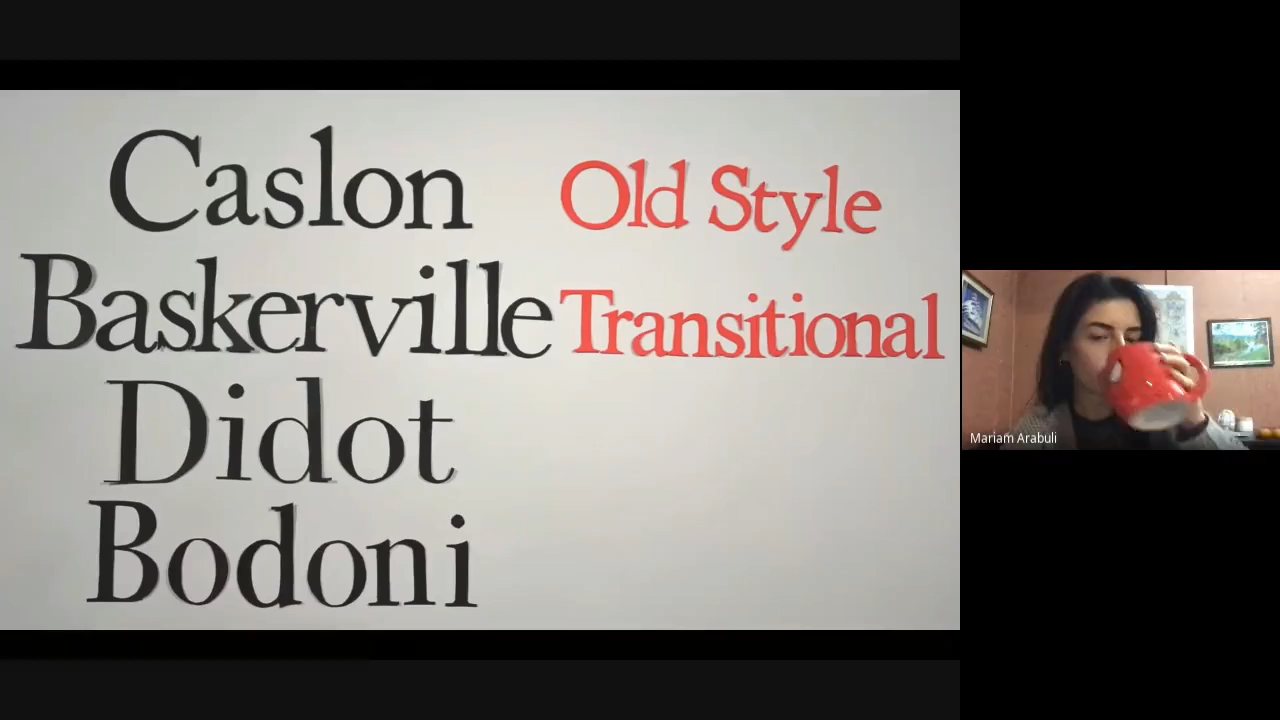 Caslon Old Style
Baskerville Transitional
Didot
Bodoni
Mariam Arabuli